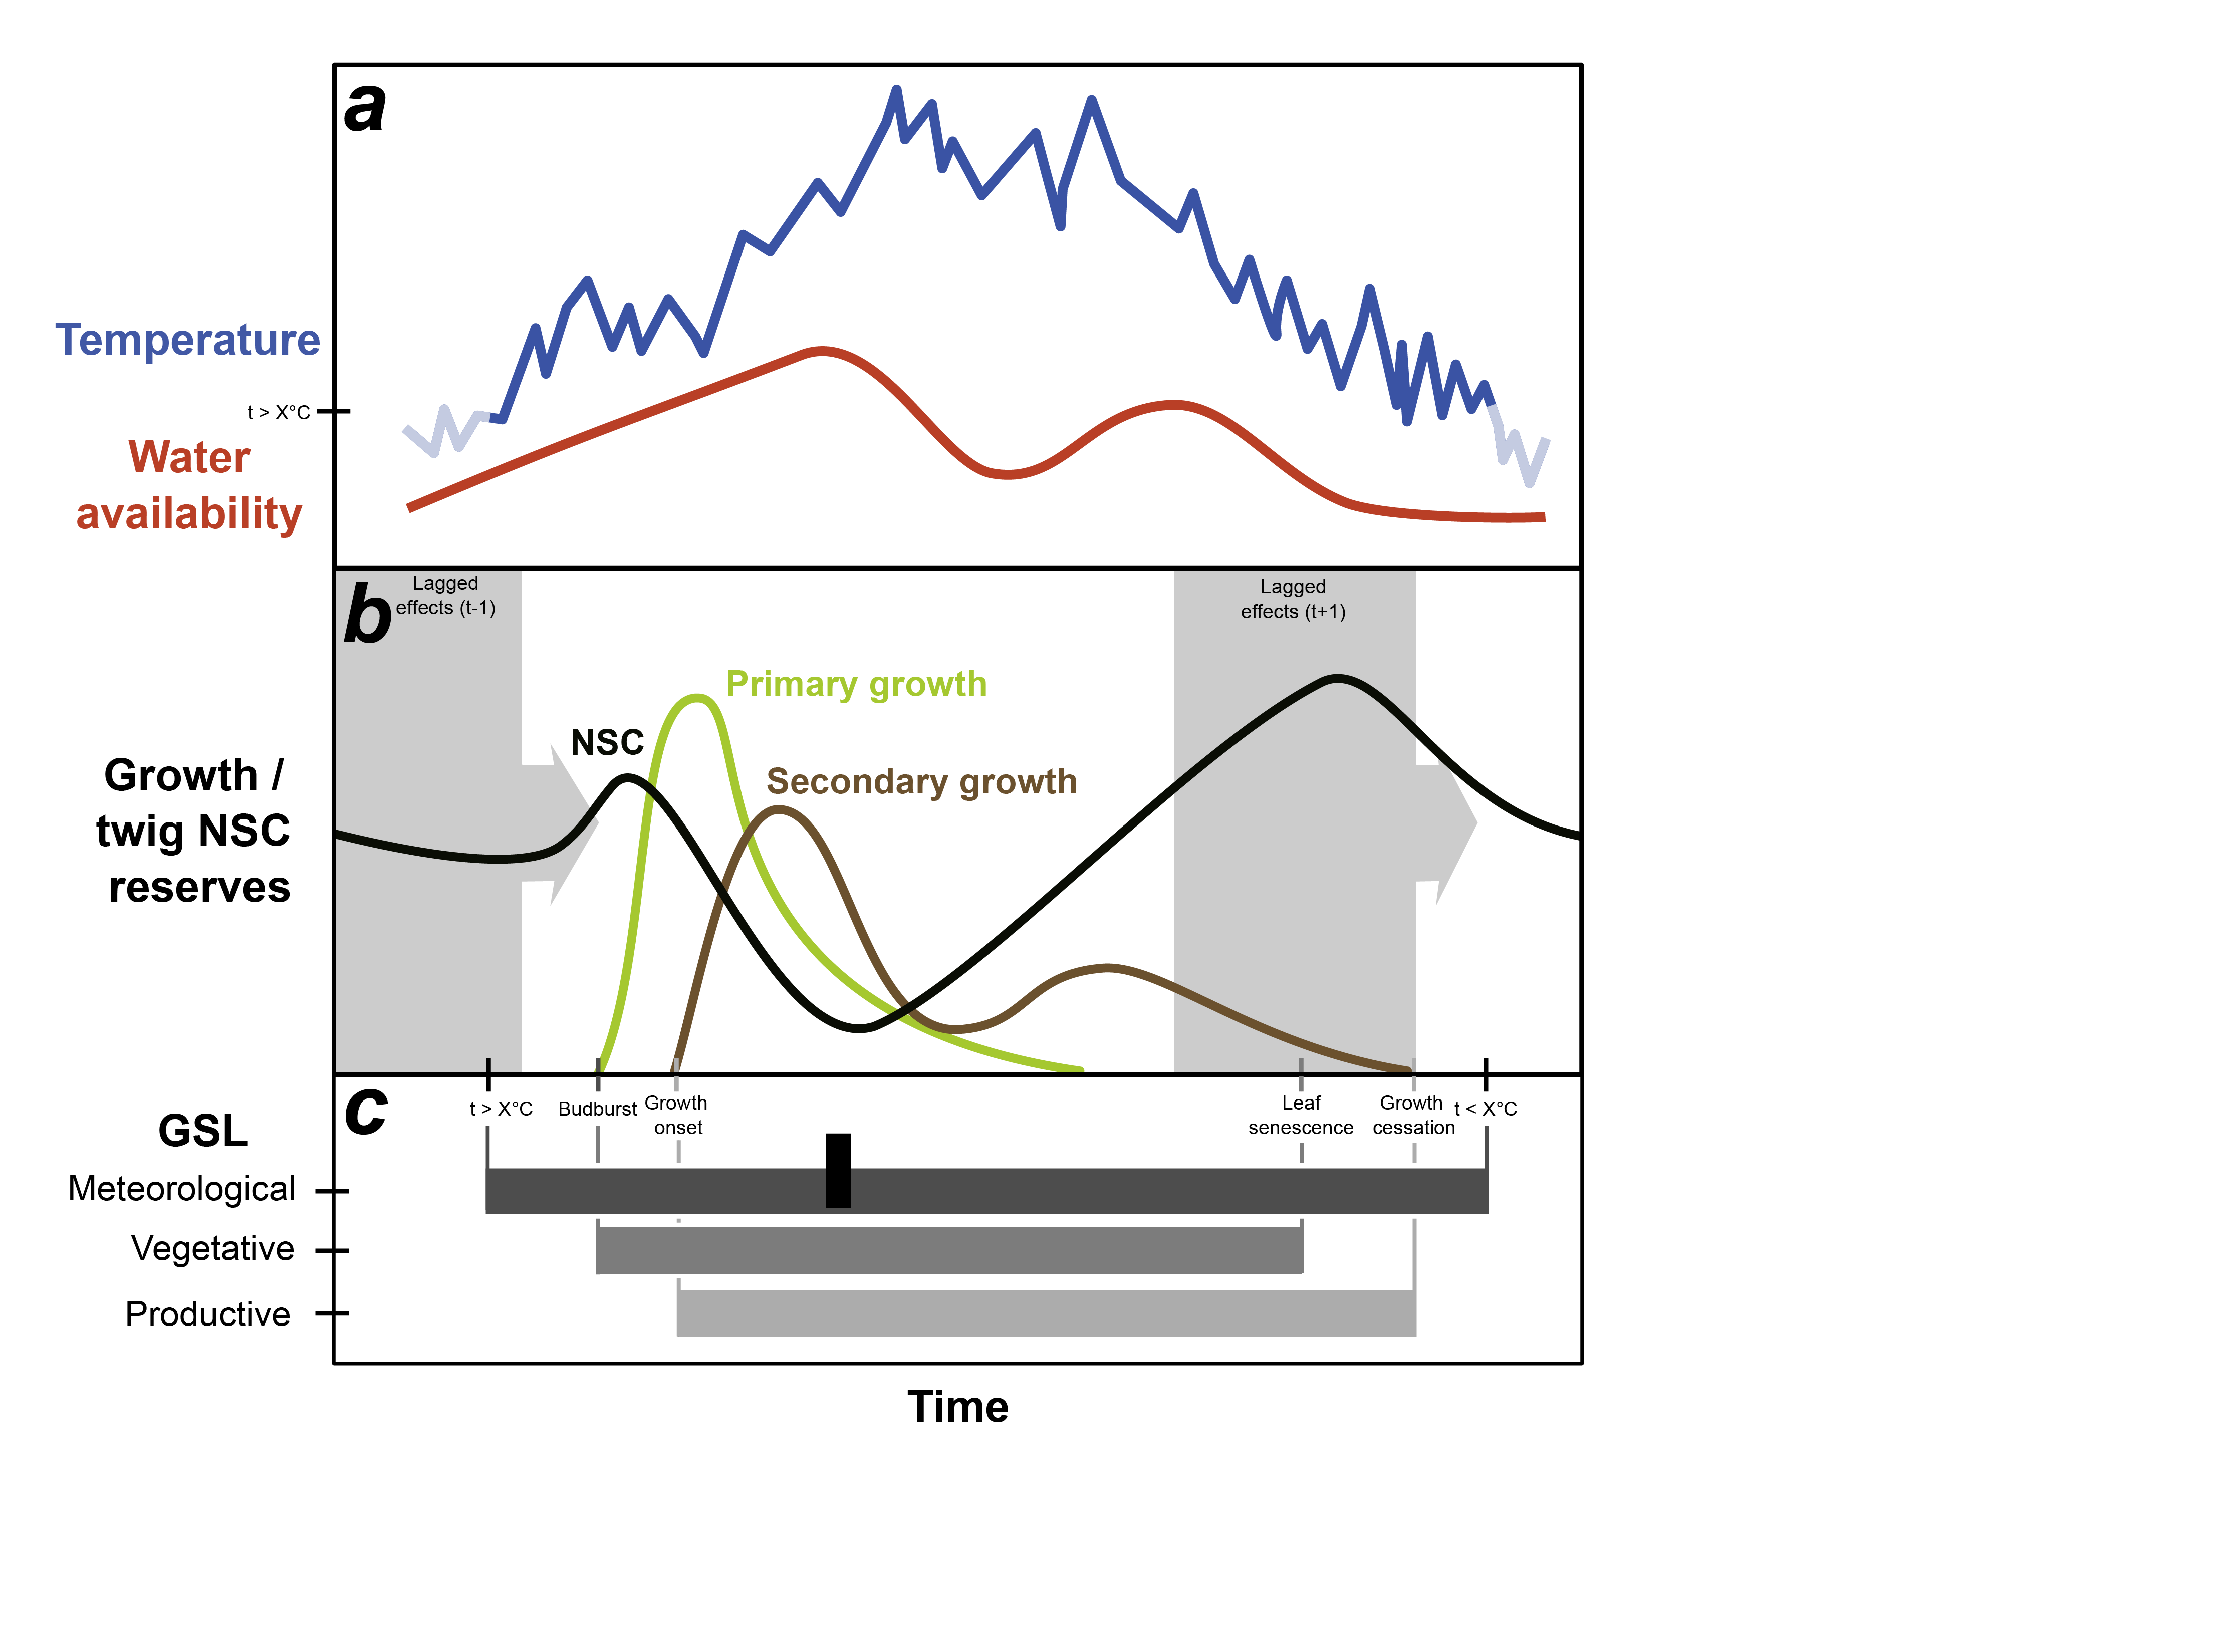 a
Temperature
t > X°C
Water
availability
b
Lagged
effects (t-1)
Lagged
effects (t+1)
Primary growth
NSC
Secondary growth
Growth /
twig NSC
reserves
c
GSL
t > X°C
Budburst
Growth
onset
Leaf
senescence
Growth
cessation
t < X°C
Meteorological
Vegetative
Productive
Time